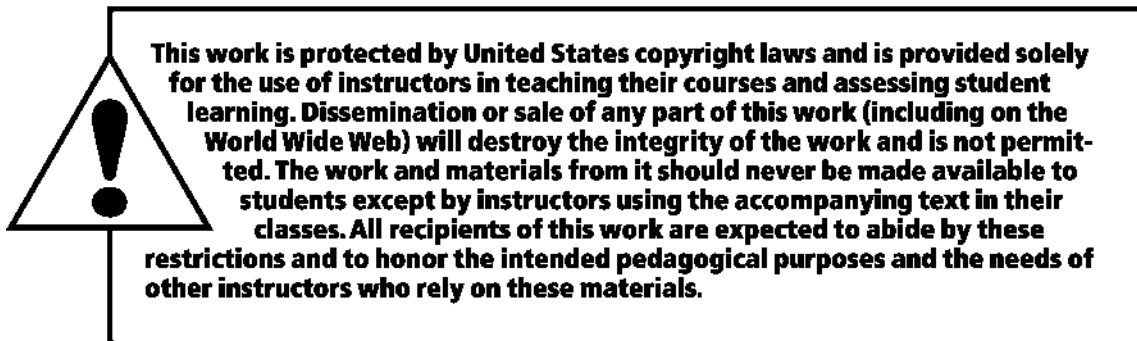 This work is protected by United States copyright laws and is provided solely
for the use of instructors in teaching their courses and assessing student
learning. Dissemination or sale of any part of this work (including on the
World Wide Web) will destroy the integrity of the work and is not permit-
ted. The work and materials from it should never be made available to
students except by instructors using the accompanying text in their
classes. All recipients of this work are expected to abide by these
restrictions and to honor the intended pedagogical purposes and the needs of
other instructors who rely on these materials.